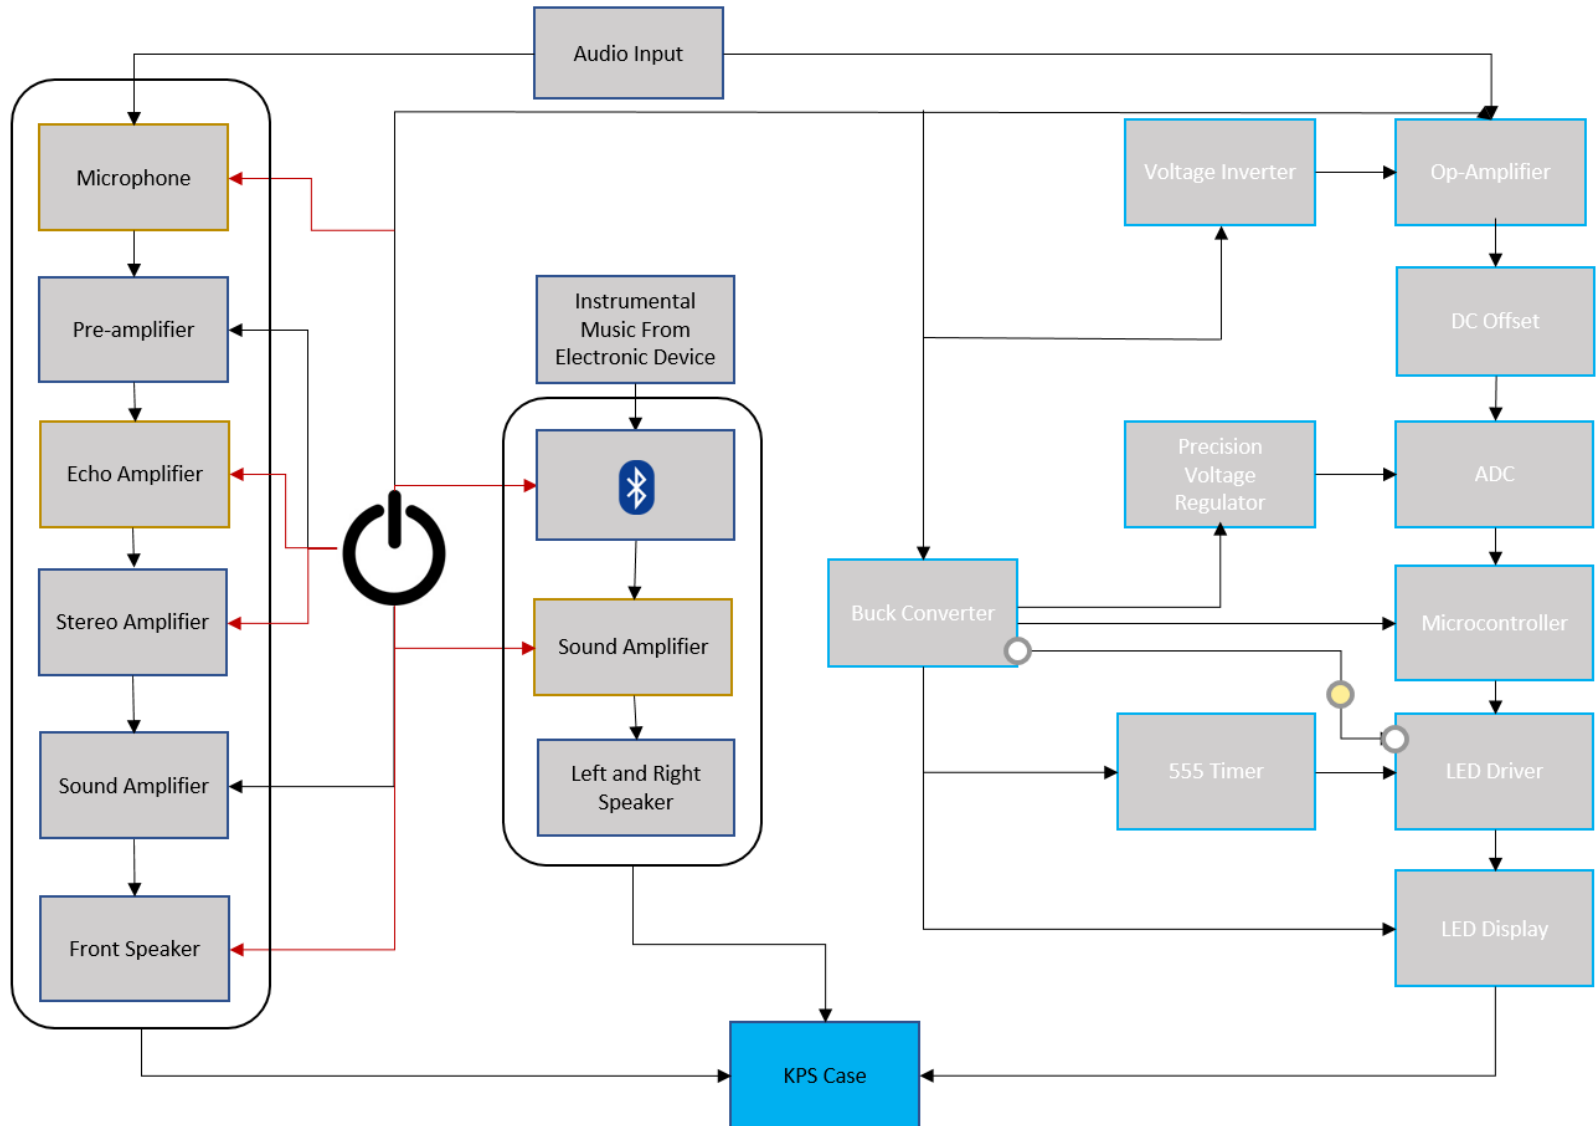 Audio Input
Microphone
Pre-amplifier
Echo Amplifier
Stereo Amplifier
Sound Amplifier
Front Speaker
Instrumental
Music From
Electronic Device
Sound Amplifier
Left and Right
Speaker
Voltage Inverter
Op-Amplifier
DC Offset
Precision
Voltage
Regulator
ADC
Buck Converter
Microcontroller
555 Timer
LED Driver
LED Display
KPS Case